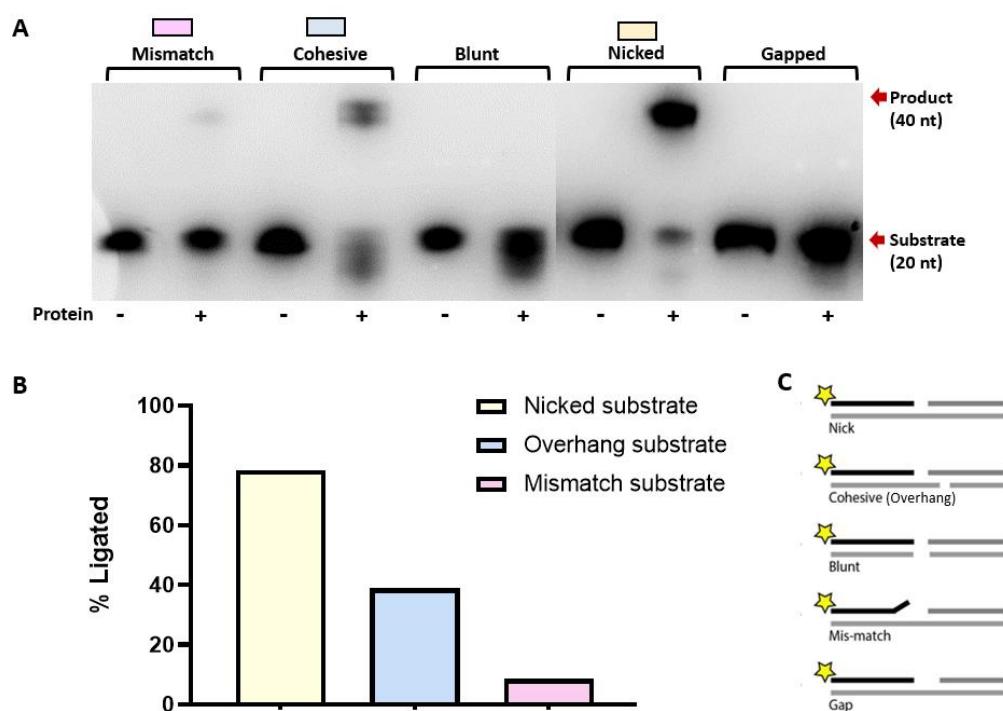 A
Mismatch Cohesive Blunt Nicked Gapped
Product
(40 nt)
Substrate
(20 nt)
Protein - + - + - + - + - +
B
100
80
60
40
20
0
% Ligated
Nicked substrate
Overhang substrate
Mismatch substrate
C
Nick
Cohesive (Overhang)
Blunt
Mis-match
Gap